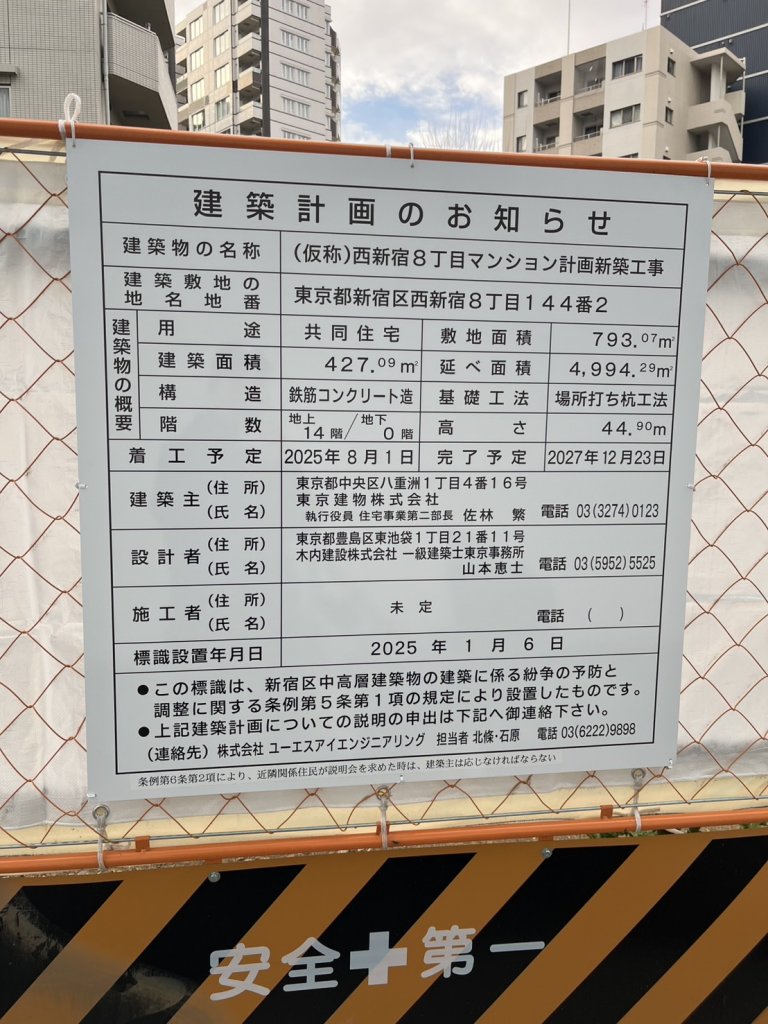 建築計画のお知らせ
建築物の名称 (仮称)西新宿8丁目マンション計画新築工事
建築敷地の地名地番 東京都新宿区西新宿8丁目144番2
建築物の概要
用途 共同住宅 敷地面積 793.07㎡
建築面積 427.09㎡ 延べ面積 4,994.29㎡
構造 鉄筋コンクリート造 基礎工法 場所打ち杭工法
階数 地上14階/地下0階 高さ 44.90m
着工予定 2025年8月1日 完了予定 2027年12月23日
建築主(住所)(氏名)
東京都中央区八重洲1丁目4番16号
東京建物株式会社
執行役員 住宅事業第二部長 佐林 繁 電話 03(3274)0123
設計者(住所)(氏名)
東京都豊島区東池袋1丁目21番11号
木内建設株式会社 一級建築士東京事務所
山本恵士 電話 03(5952)5525
施工者(住所)(氏名) 未定 電話 ( )
標識設置年月日 2025年1月6日
●この標識は、新宿区中高層建築物の建築に係る紛争の予防と
調整に関する条例第5条第1項の規定により設置したものです。
●上記建築計画についての説明の申出は下記へ御連絡下さい。
(連絡先) 株式会社 ユーエスアイエンジニアリング 担当者 北條・石原 電話 03(6222)9898
条例第6条第2項により、近隣関係住民が説明会を求めた時は、建築主は応じなければならない
安全✚第一